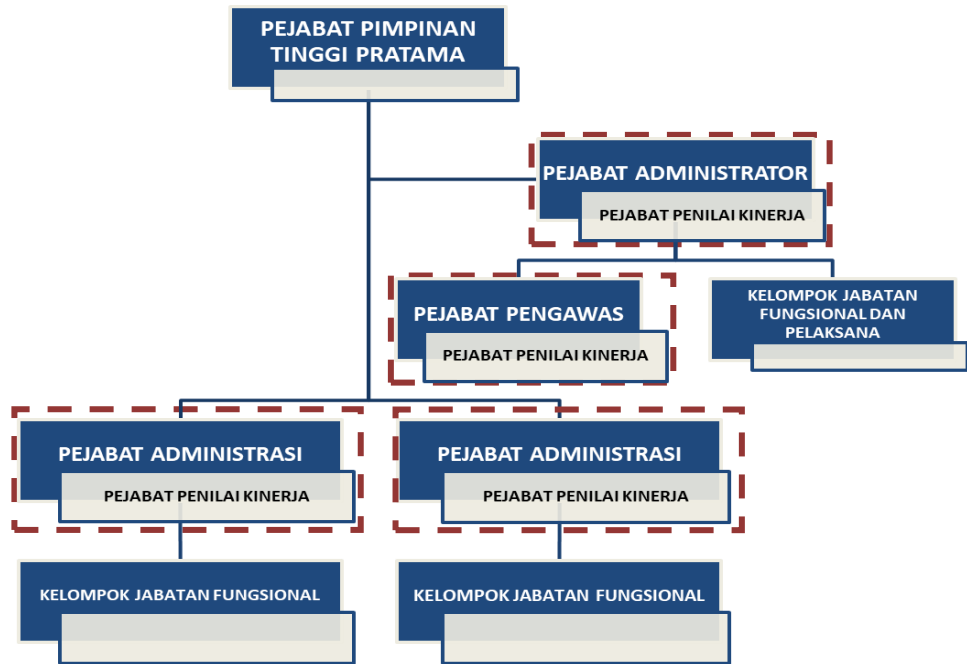 PEJABAT PIMPINAN
TINGGI PRATAMA
PEJABAT ADMINISTRATOR
PEJABAT PENILAI KINERJA
PEJABAT PENGAWAS
PEJABAT PENILAI KINERJA
KELOMPOK JABATAN
FUNGSIONAL DAN
PELAKSANA
PEJABAT ADMINISTRASI
PEJABAT PENILAI KINERJA
PEJABAT ADMINISTRASI
PEJABAT PENILAI KINERJA
KELOMPOK JABATAN FUNGSIONAL
KELOMPOK JABATAN FUNGSIONAL